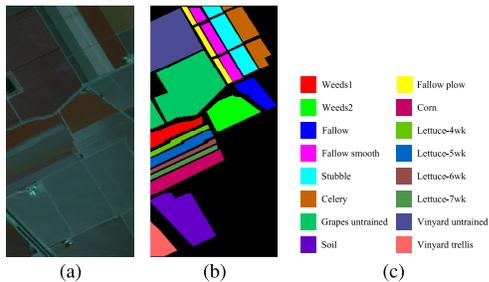 Weeds1
Weeds2
Fallow
Fallow smooth
Stubble
Celery
Grapes untrained
Soil
Fallow plow
Corn
Lettuce-4wk
Lettuce-5wk
Lettuce-6wk
Lettuce-7wk
Vinyard untrained
Vinyard trellis
(a)
(b)
(c)